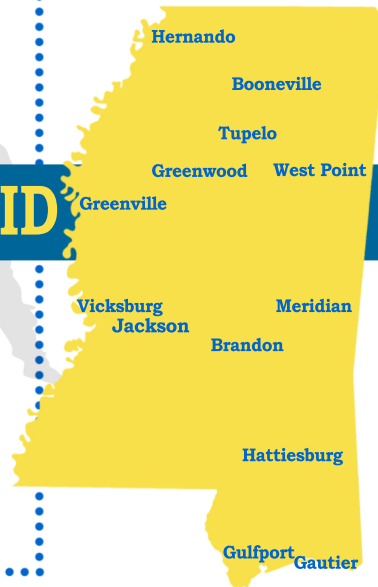 Hernando
Booneville
Tupelo
Greenwood West Point
ID
Greenville
Vicksburg Meridian
Jackson
Brandon
Hattiesburg
Gulfport
Gautier